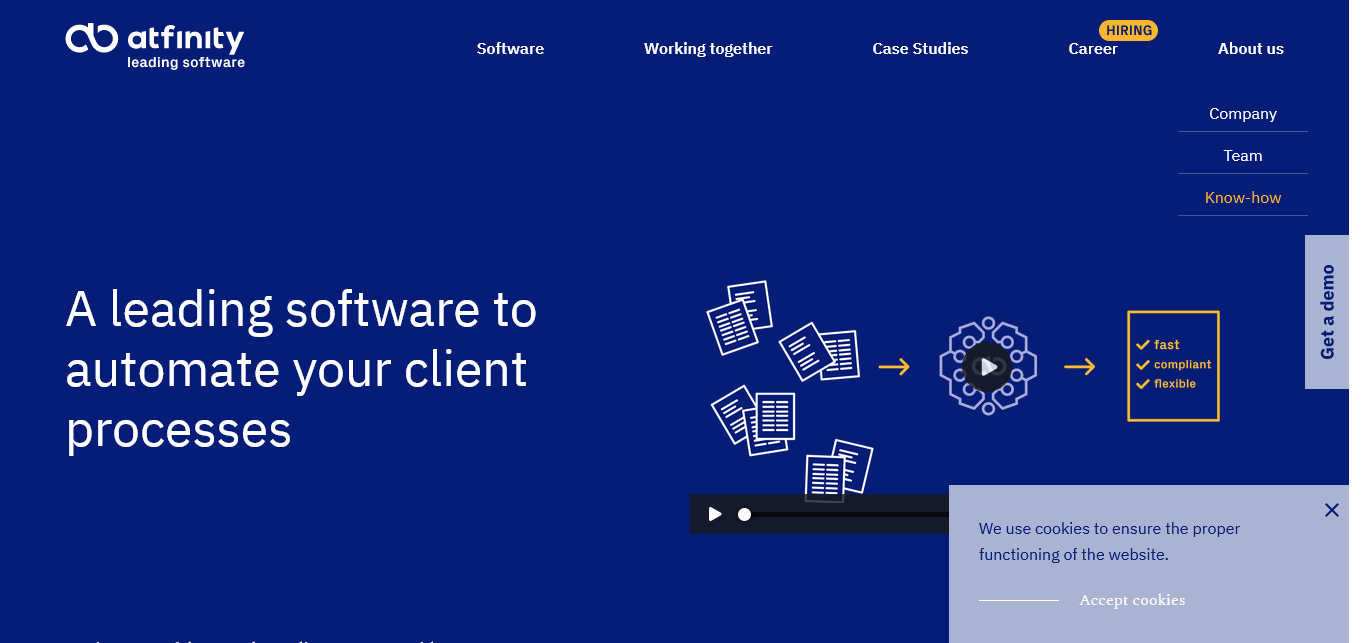 atfinity
leading software
Software
Working together
Case Studies
HIRING
Career
About us
Company
Team
Know-how
Get a demo
A leading software to
automate your client
processes
fast
compliant
flexible
We use cookies to ensure the proper
functioning of the website.
Accept cookies